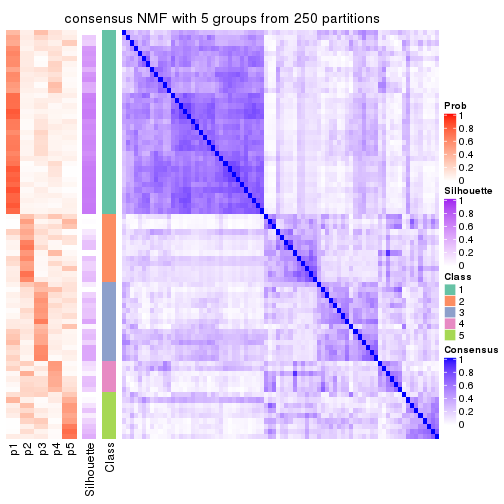 consensus NMF with 5 groups from 250 partitions
Prob
1
0.8
0.6
0.4
0.2
0
Silhouette
1
0.8
0.6
0.4
0.2
0
Class
1
2
3
4
5
Consensus
1
0.8
0.6
0.4
0.2
0
p1
p2
p3
p4
p5
Silhouette
Class